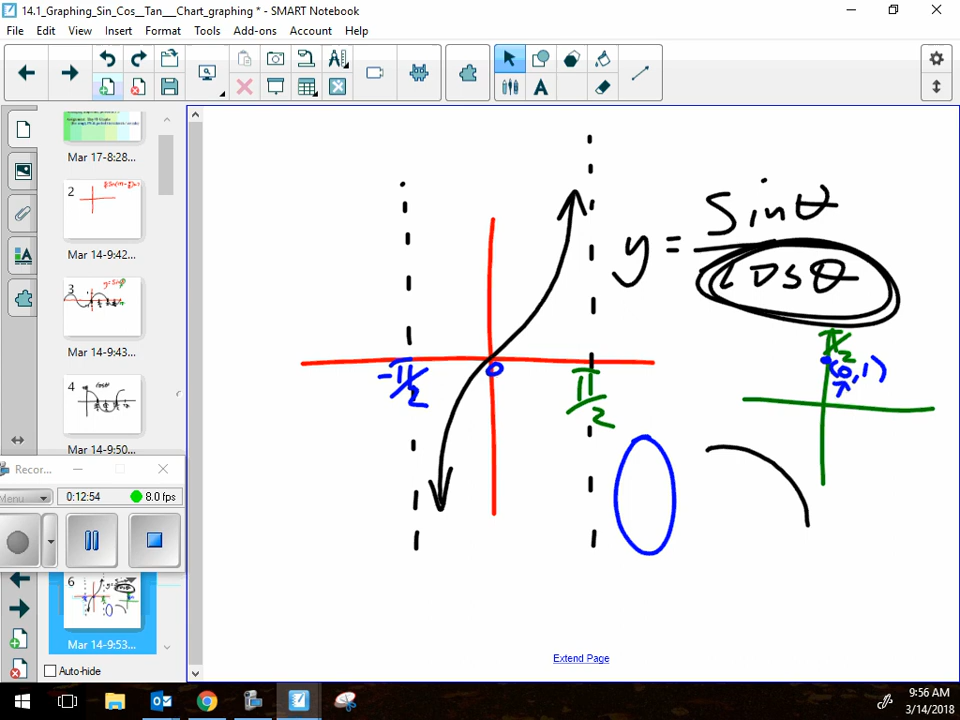 14.1_Graphing_Sin_Cos__Tan___Chart_graphing * - SMART Notebook
File Edit View Insert Format Tools Add-ons Account Help
Mar 17-8:28...
2
Mar 14-9:42...
3
Mar 14-9:43...
4
cosθ
Mar 14-9:50
Recor...
Menu
0:12:54
8.0 fps
6
Mar 14-9:53...
Auto-hide
y = sinθ
cosθ
-π/2
0
π/2
π/2
(0,1)
Extend Page
9:56 AM
3/14/2018